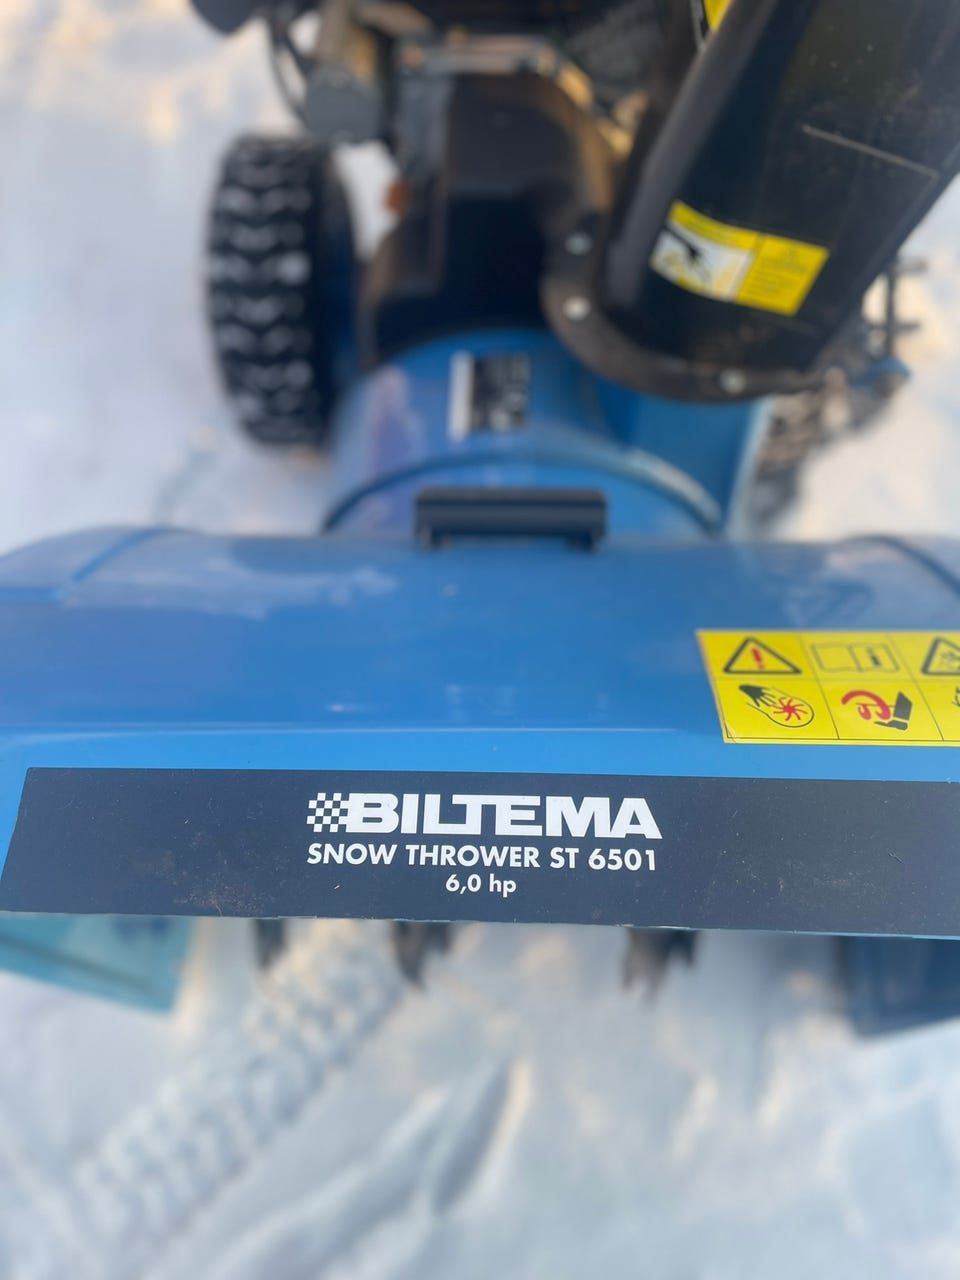 BILTEMA
SNOW THROWER ST 6501
6,0 hp